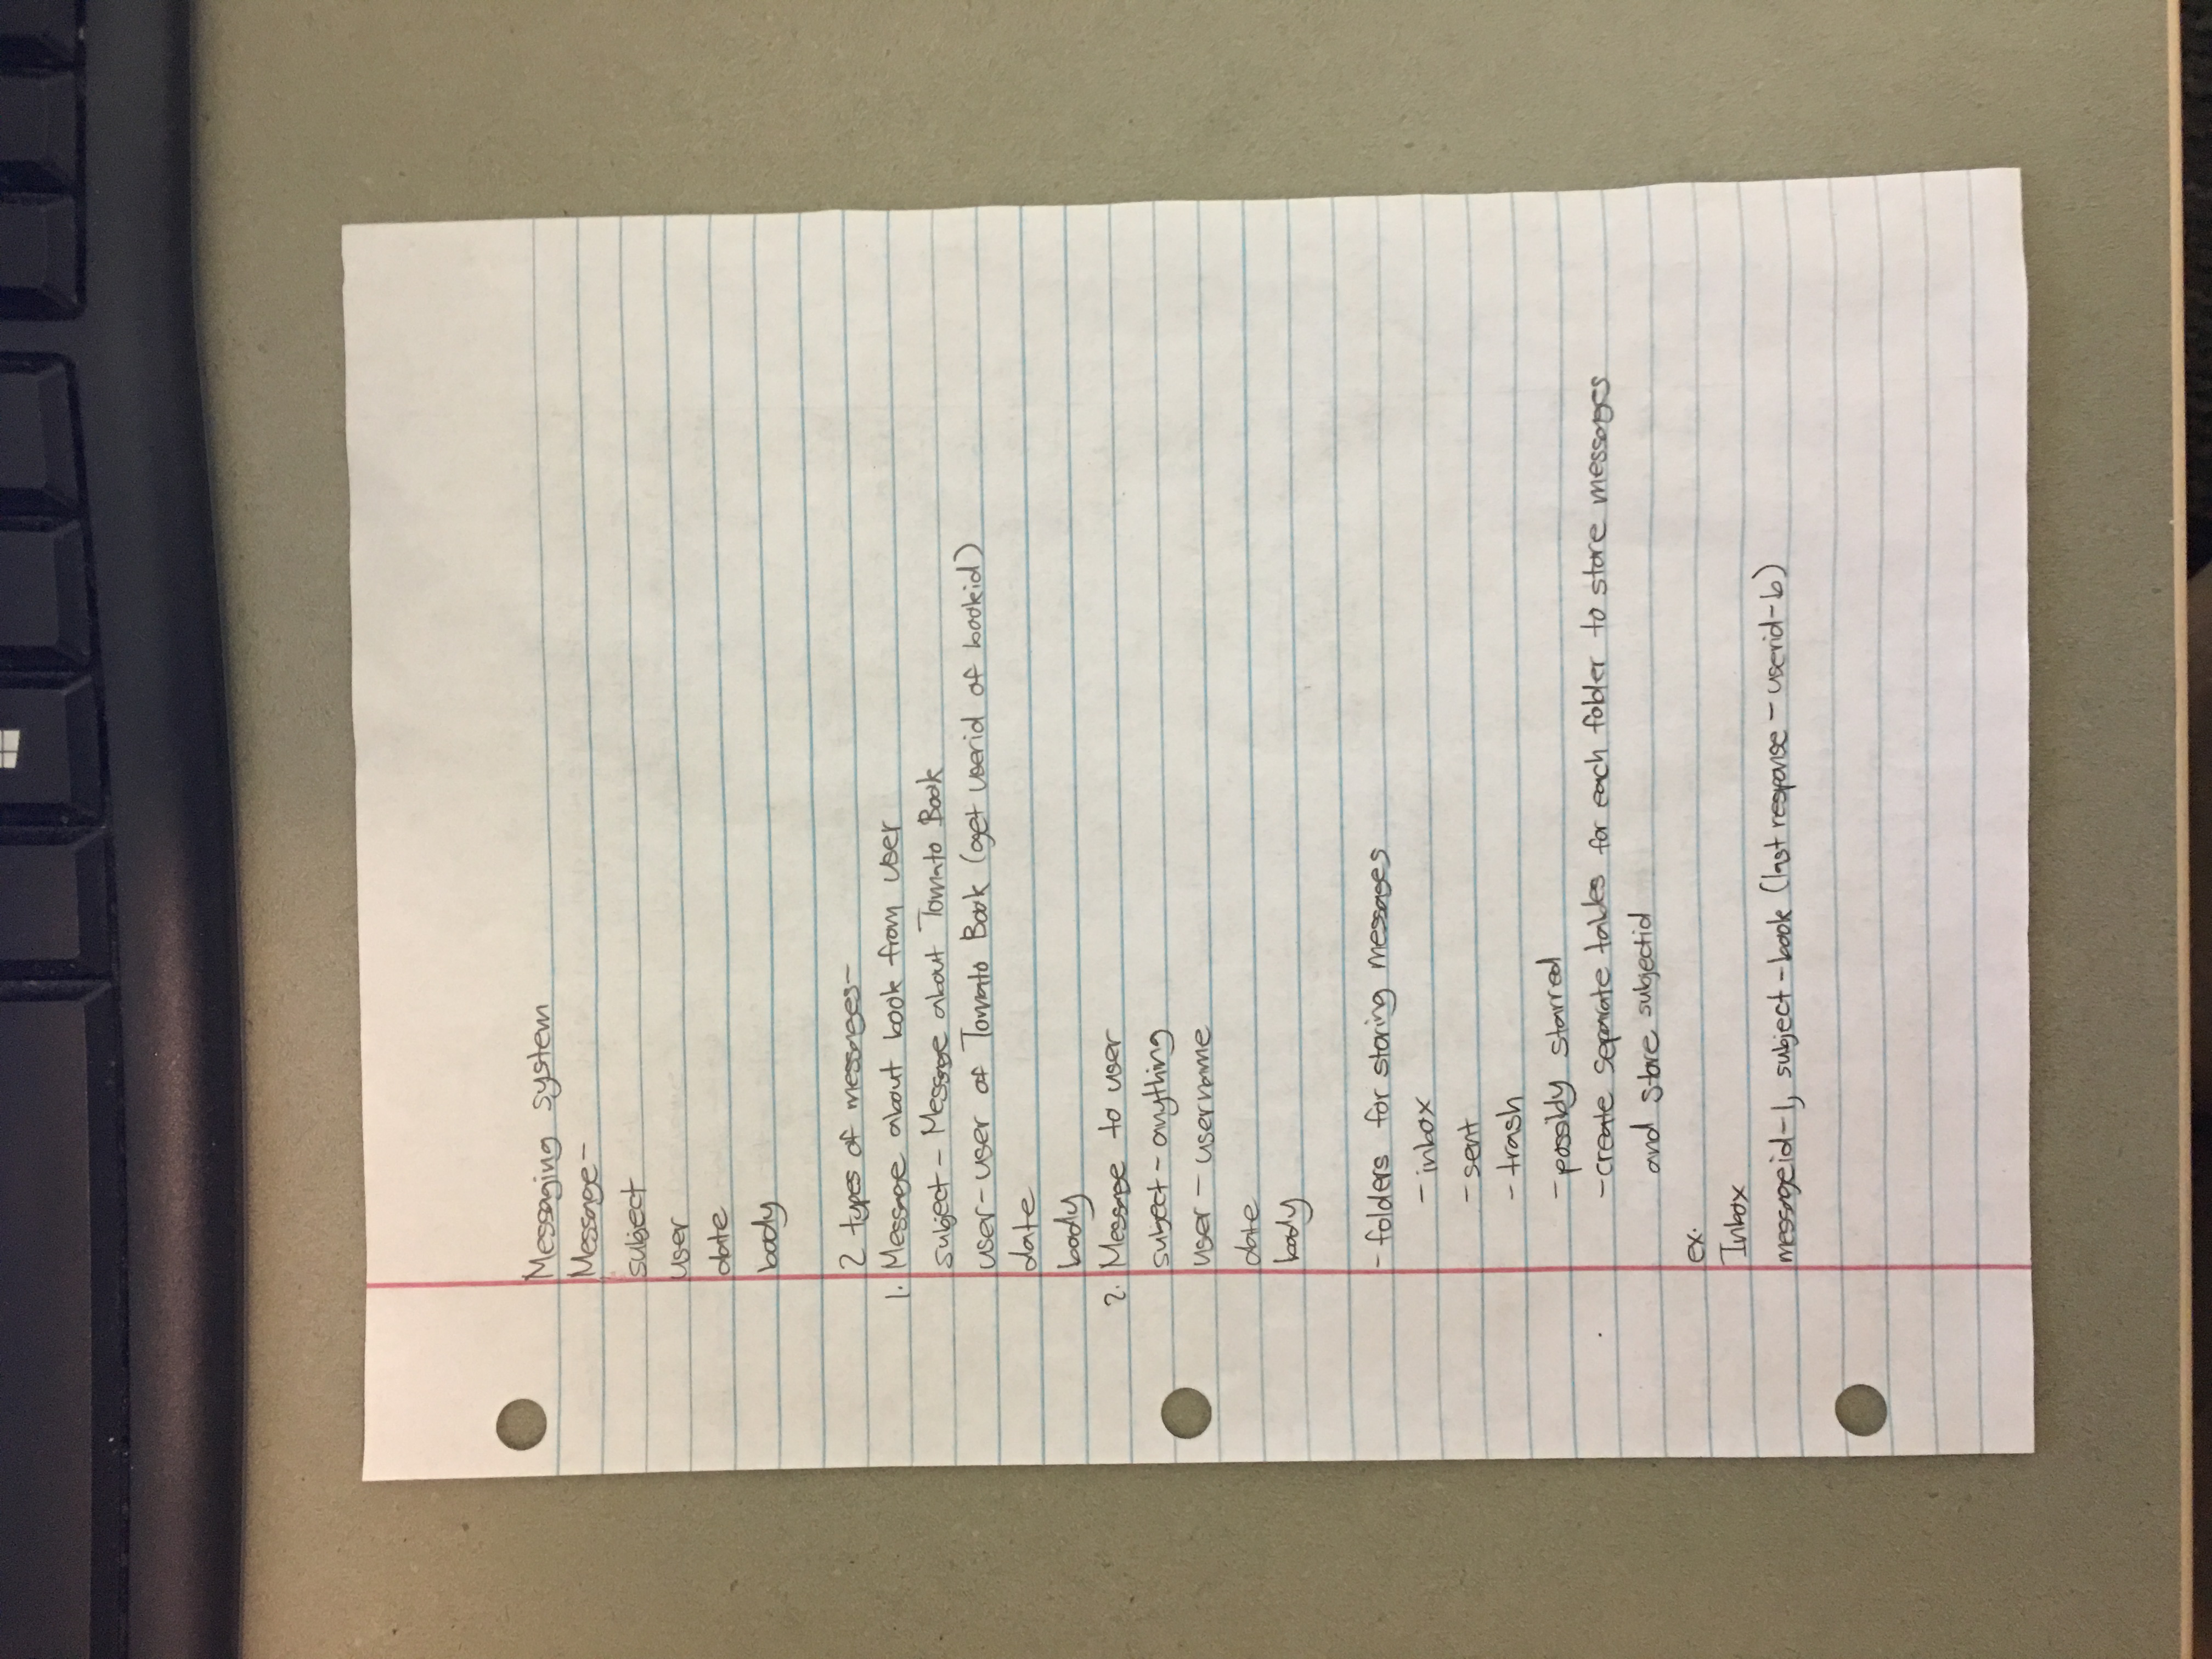 Messaging system
Message-
subject
user
date
body
2 types of messages-
1. Message about book from user
subject - Message about Tomato Book
user-user of Tomato Book (get userid of bookid)
date
body
2. Message to user
subect - anything
user - username
date
body
- folders for storing messages
- inbox
- sent
- trash
- possibly starred
- create separate tables for each folder to store messages
and store subjectid
ex.
Inbox
messageid-1, subject-book (last response - userid-b)